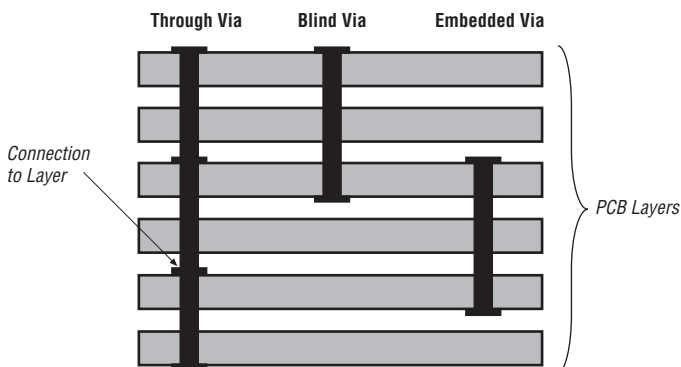 Through Via
Blind Via
Embedded Via
Connection
to Layer
PCB Layers